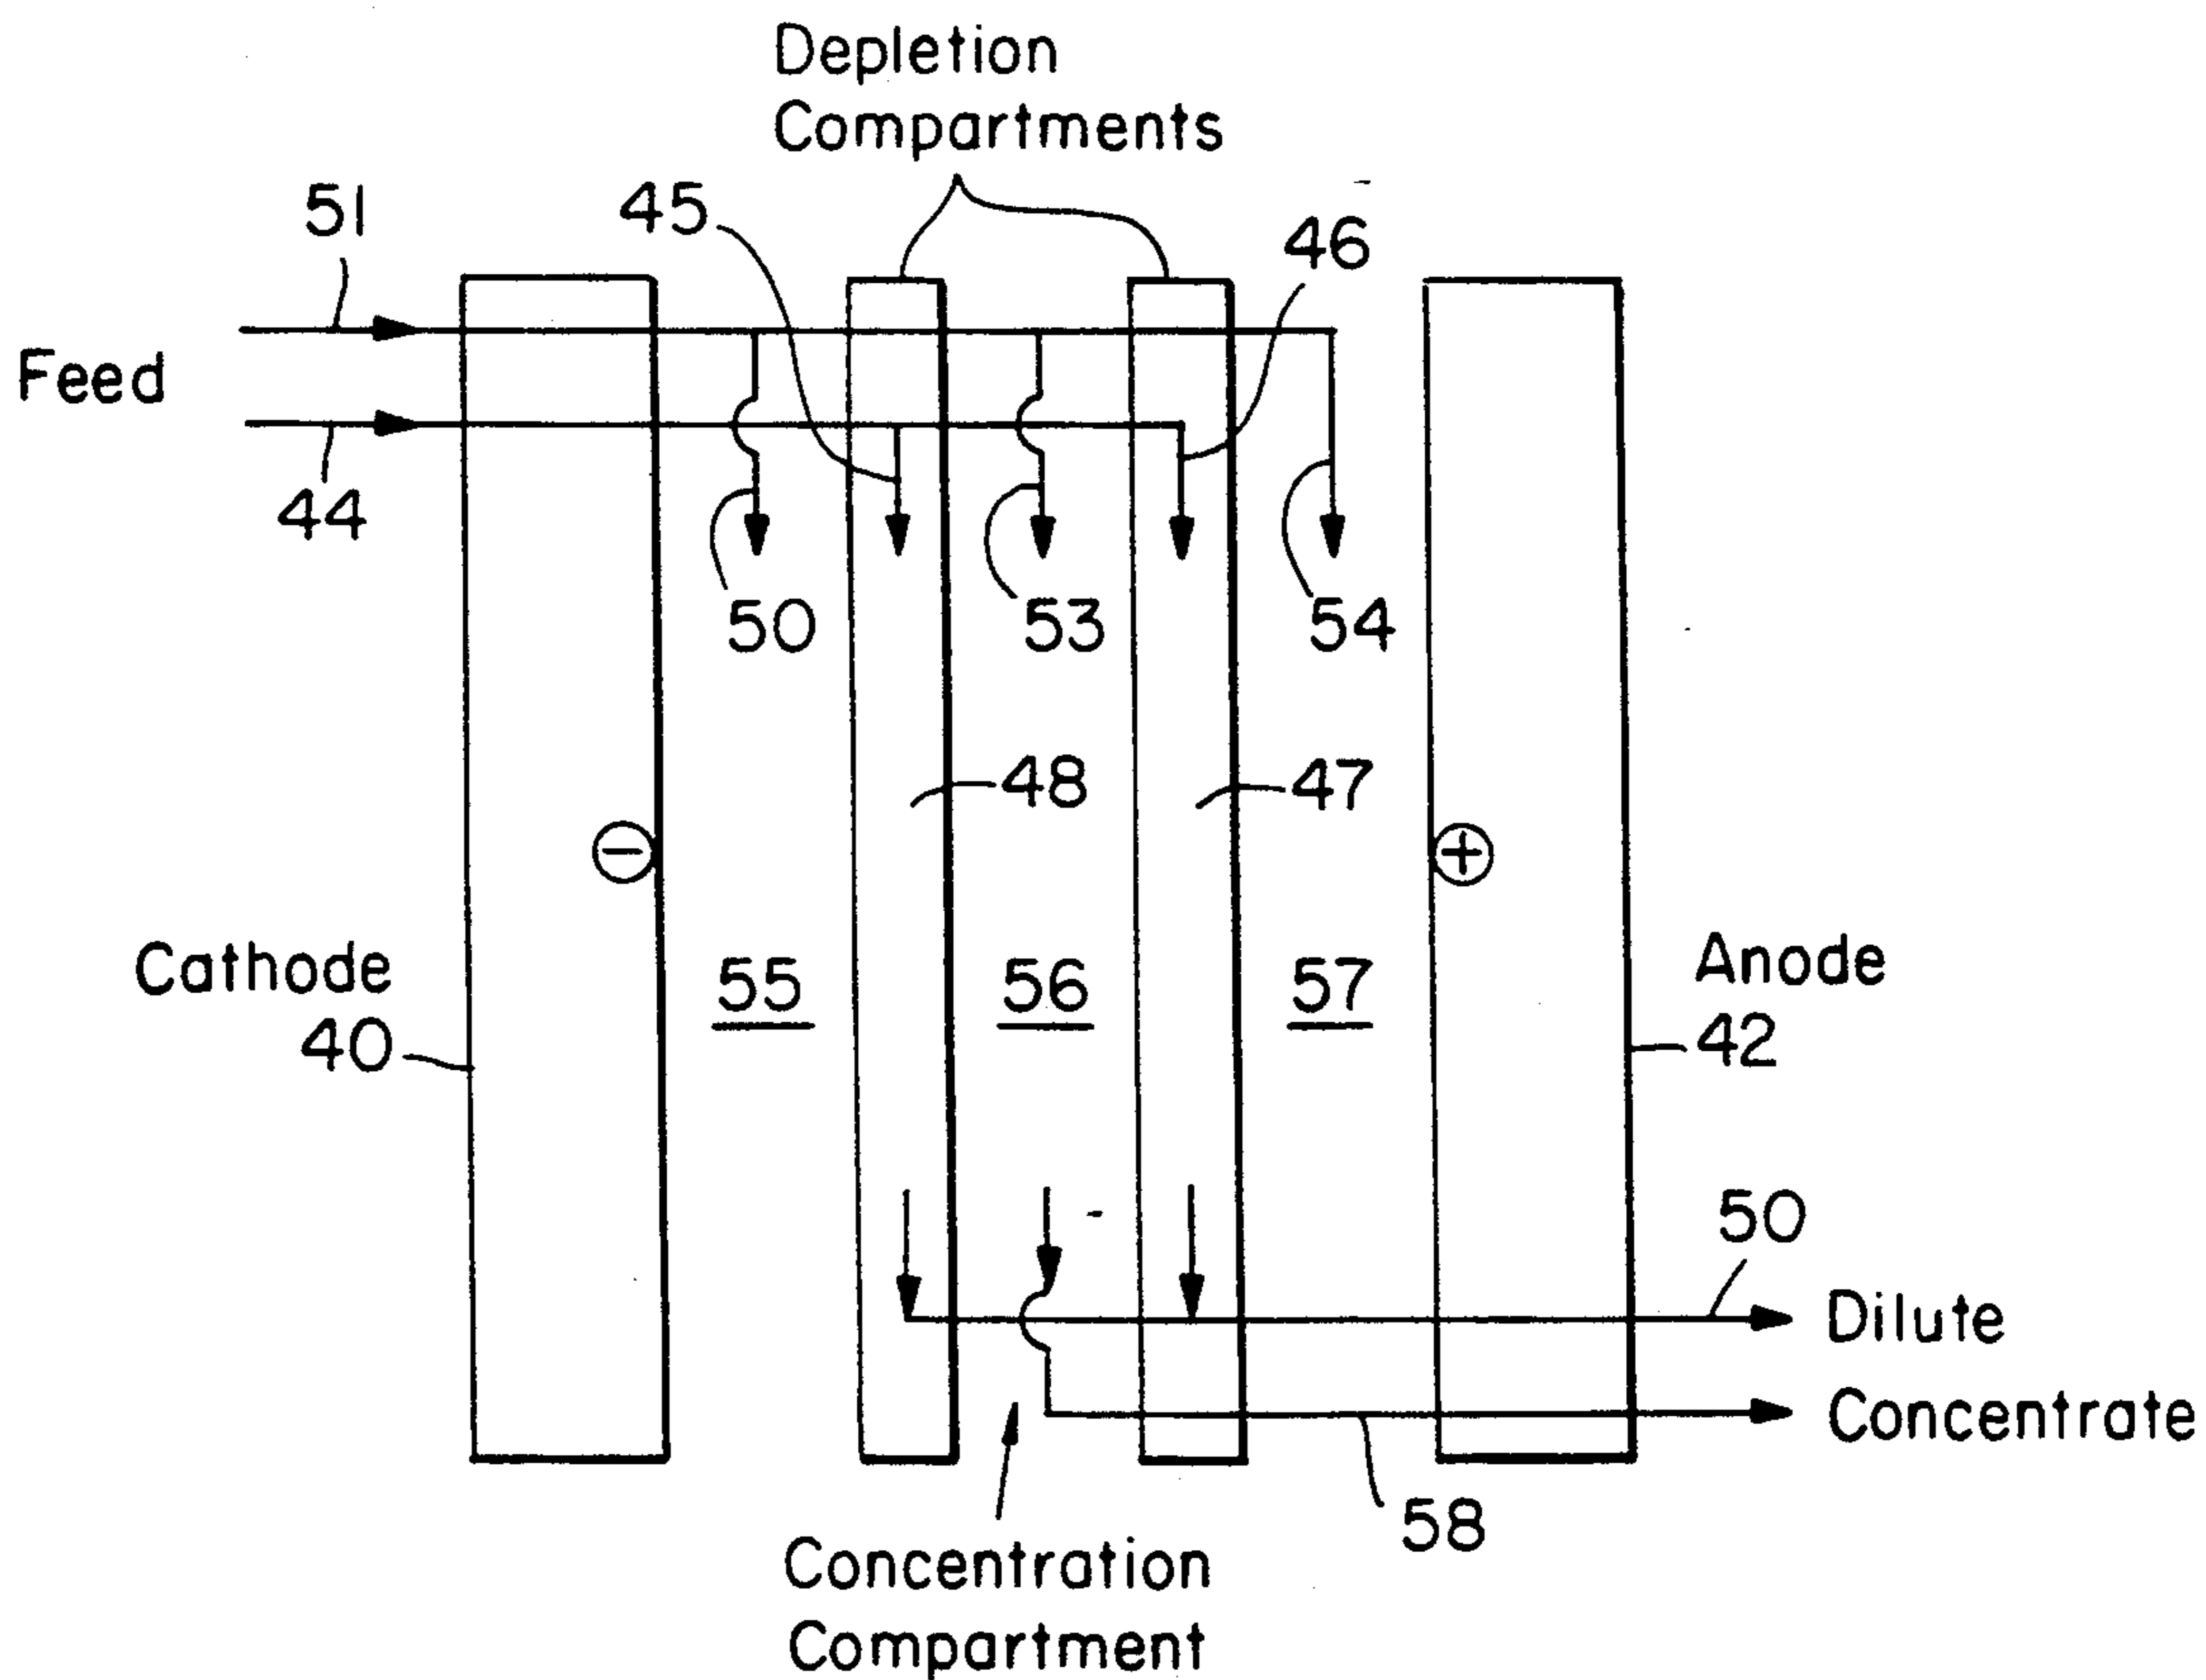 Depletion
Compartments
51
45
46
Feed
44
50
53
54
48
47
−
+
Cathode
40
55
56
57
Anode
42
50
Dilute
Concentrate
58
Concentration
Compartment